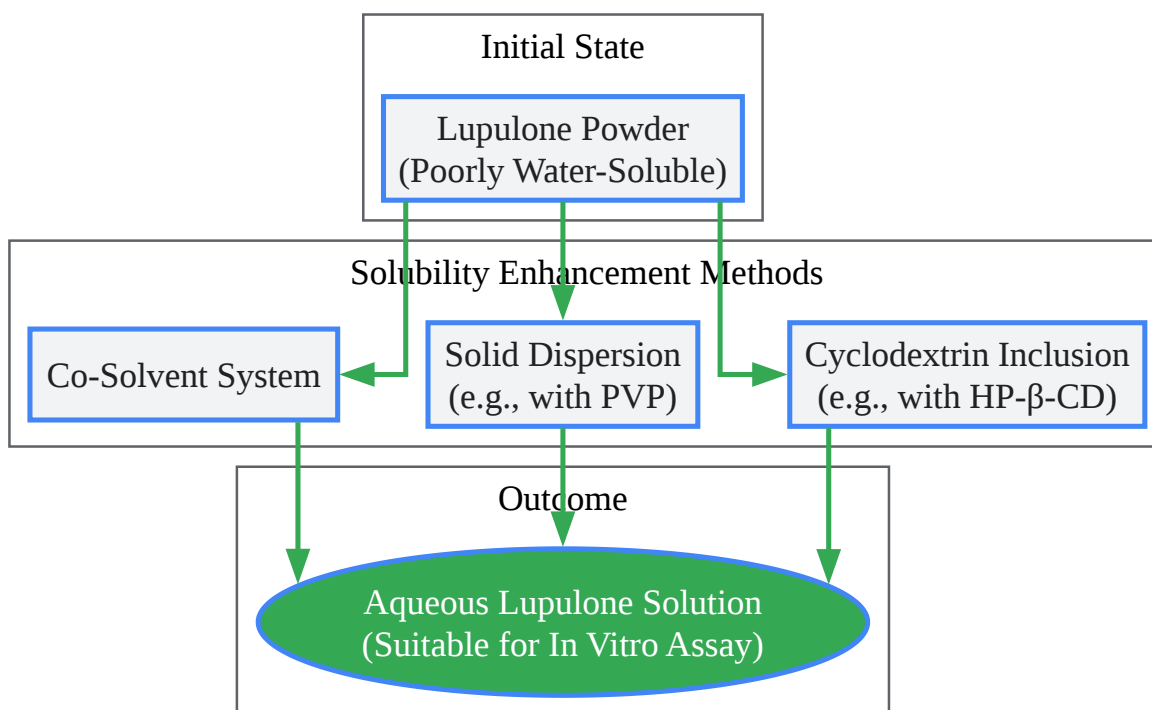 Initial State
Lupulone Powder
(Poorly Water-Soluble)
Solubility Enhancement Methods
Co-Solvent System
Solid Dispersion
(e.g., with PVP)
Cyclodextrin Inclusion
(e.g., with HP-β-CD)
Outcome
Aqueous Lupulone Solution
(Suitable for In Vitro Assay)